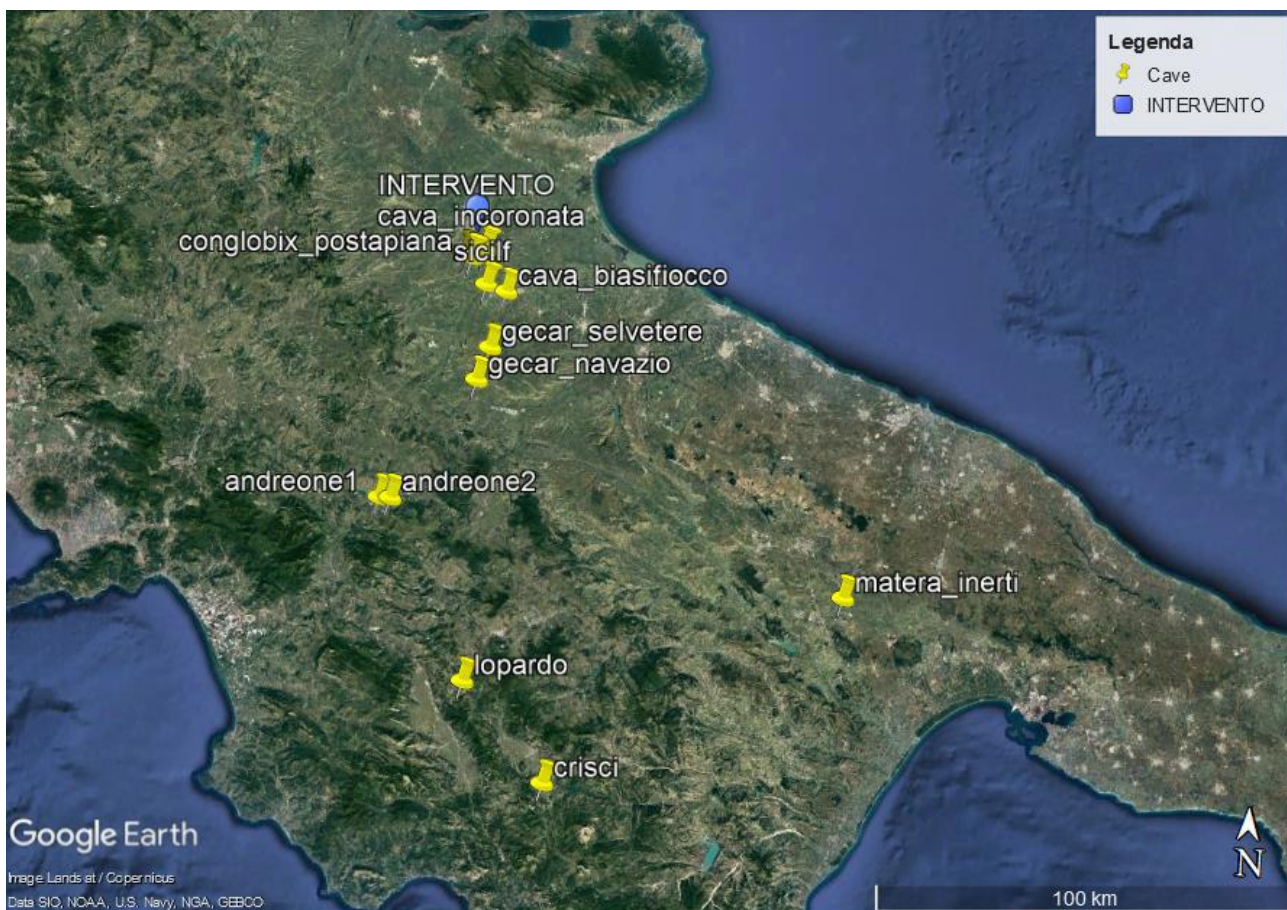 Legenda
Cave
INTERVENTO
INTERVENTO
cava_incoronata
conglobix_postapiana
sicilf
cava_biasifiocco
gecar_selvetere
gecar_navazio
andreone1
andreone2
matera_inerti
lopardo
crisci
Google Earth
N
Image Landsat / Copernicus
100 km
Data SIO, NOAA, U.S. Navy, NGA, GEBCO